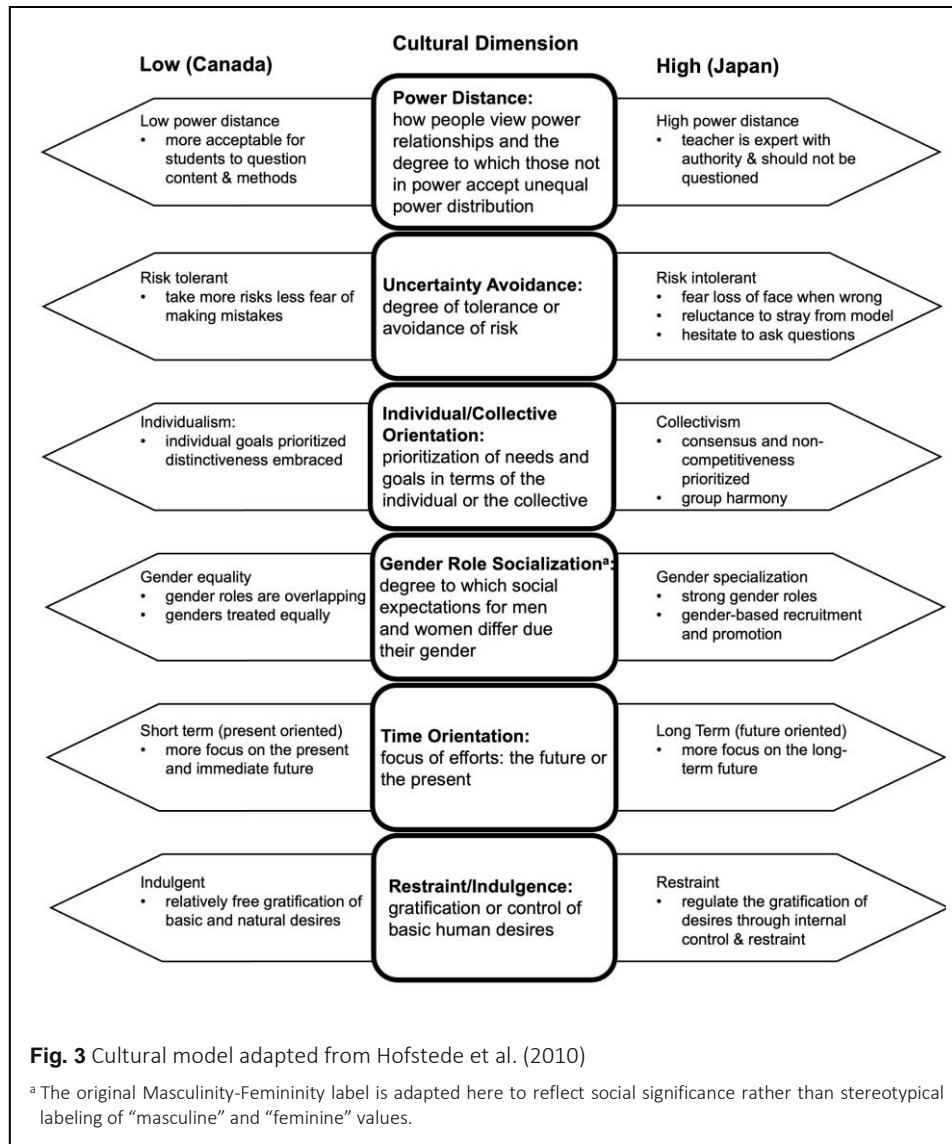 Cultural Dimension
Low (Canada)
High (Japan)
Low power distance
• more acceptable for
students to question
content & methods
Power Distance:
how people view power
relationships and the
degree to which those not
in power accept unequal
power distribution
High power distance
• teacher is expert with
authority & should not be
questioned
Risk tolerant
• take more risks less fear of
making mistakes
Uncertainty Avoidance:
degree of tolerance or
avoidance of risk
Risk intolerant
• fear loss of face when wrong
• reluctance to stray from model
• hesitate to ask questions
Individualism:
• individual goals prioritized
distinctiveness embraced
Individual/Collective
Orientation:
prioritization of needs and
goals in terms of the
individual or the collective
Collectivism
• consensus and non-
competitiveness
prioritized
• group harmony
Gender equality
• gender roles are overlapping
• genders treated equally
Gender Role Socializationᵃ:
degree to which social
expectations for men
and women differ due
their gender
Gender specialization
• strong gender roles
• gender-based recruitment
and promotion
Short term (present oriented)
• more focus on the present
and immediate future
Time Orientation:
focus of efforts: the future or
the present
Long Term (future oriented)
• more focus on the long-
term future
Indulgent
• relatively free gratification of
basic and natural desires
Restraint/Indulgence:
gratification or control of
basic human desires
Restraint
• regulate the gratification of
desires through internal
control & restraint
Fig. 3 Cultural model adapted from Hofstede et al. (2010)
ᵃ The original Masculinity-Femininity label is adapted here to reflect social significance rather than stereotypical
labeling of “masculine” and “feminine” values.